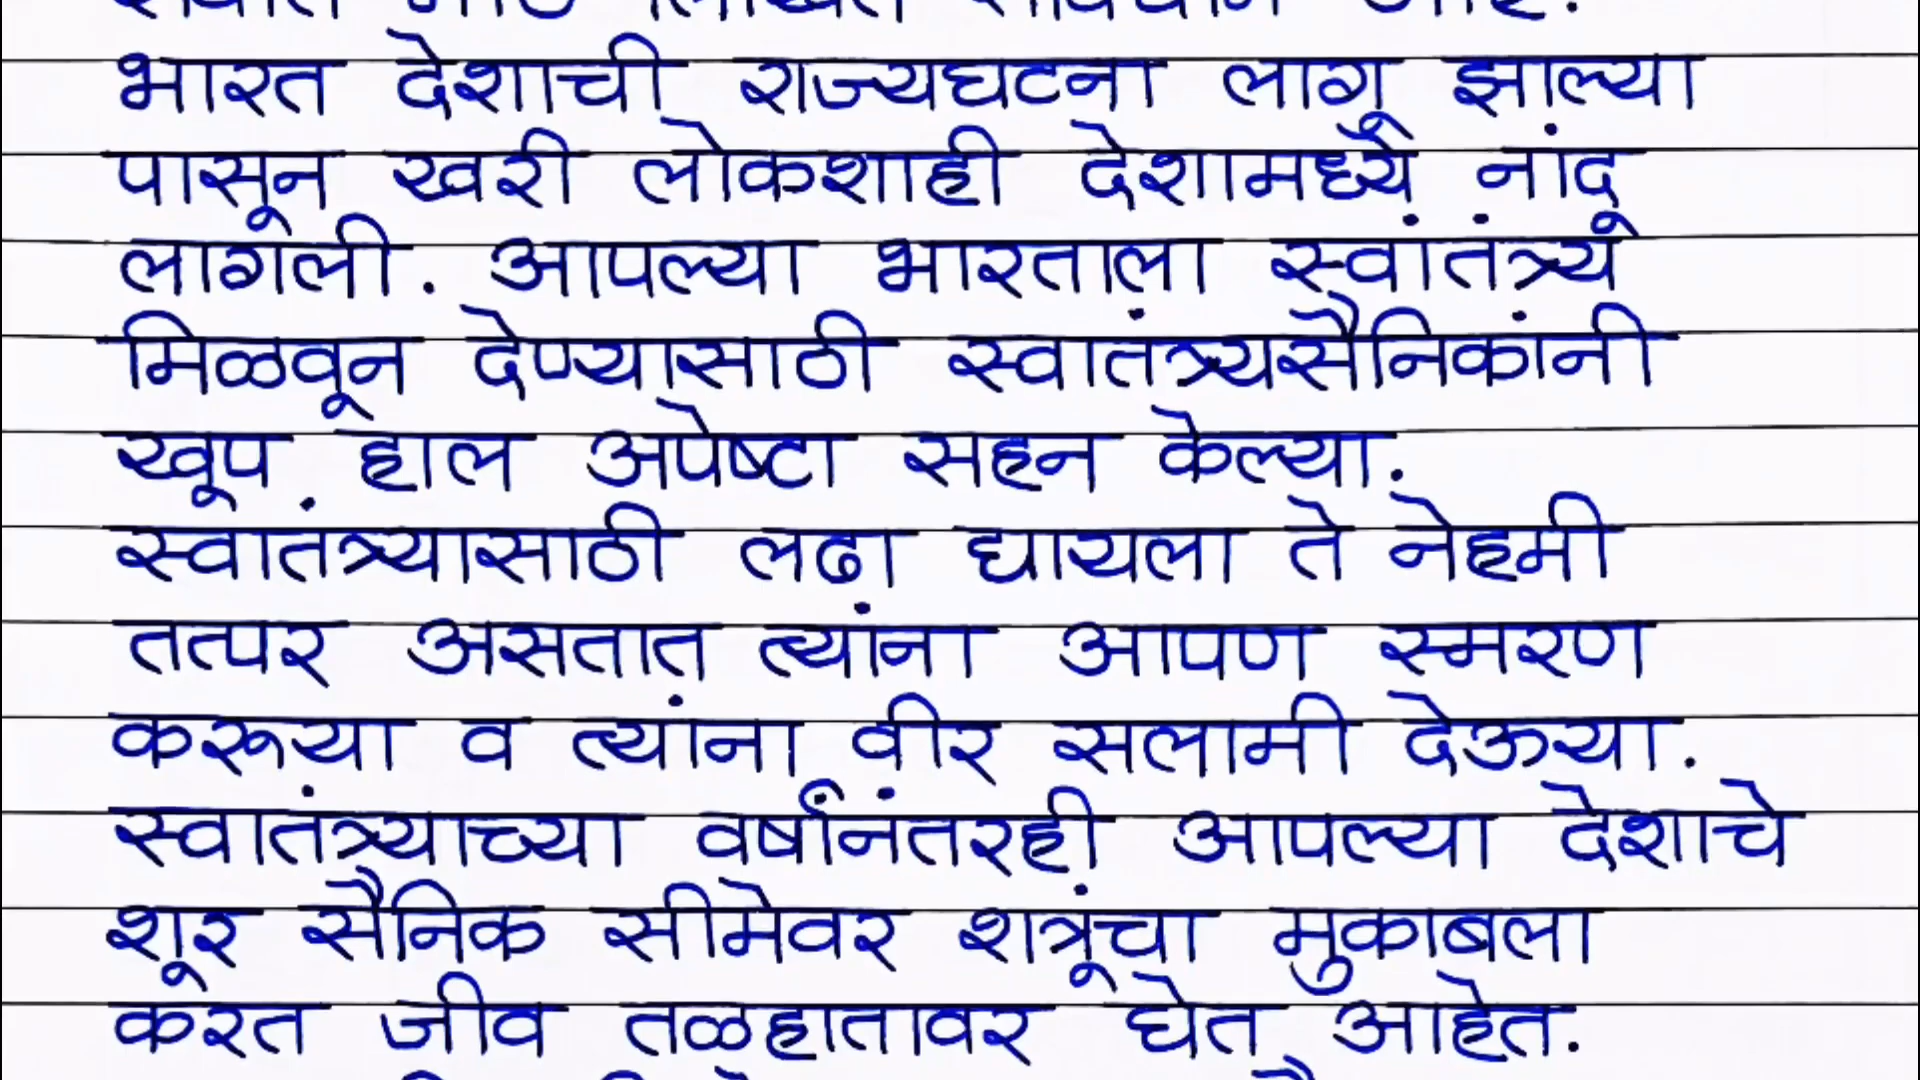 भारत देशाची राज्यघटना लागू झाल्या
पासून खरी लोकशाही देशामध्ये नांदू
लागली. आपल्या भारताला स्वांतंत्र्य
मिळवून देण्यासाठी स्वातंत्र्यसैनिकांनी
खूप हाल अपेष्टा सहन केल्या.
स्वातंत्र्यासाठी लढा द्यायला ते नेहमी
तत्पर असतात त्यांना आपण स्मरण
करूया व त्यांना वीर सलामी देऊया.
स्वातंत्र्याच्या वर्षांनंतरही आपल्या देशाचे
शूर सैनिक सीमेवर शत्रूंचा मुकाबला
करत जीव तळहातावर घेत आहेत.